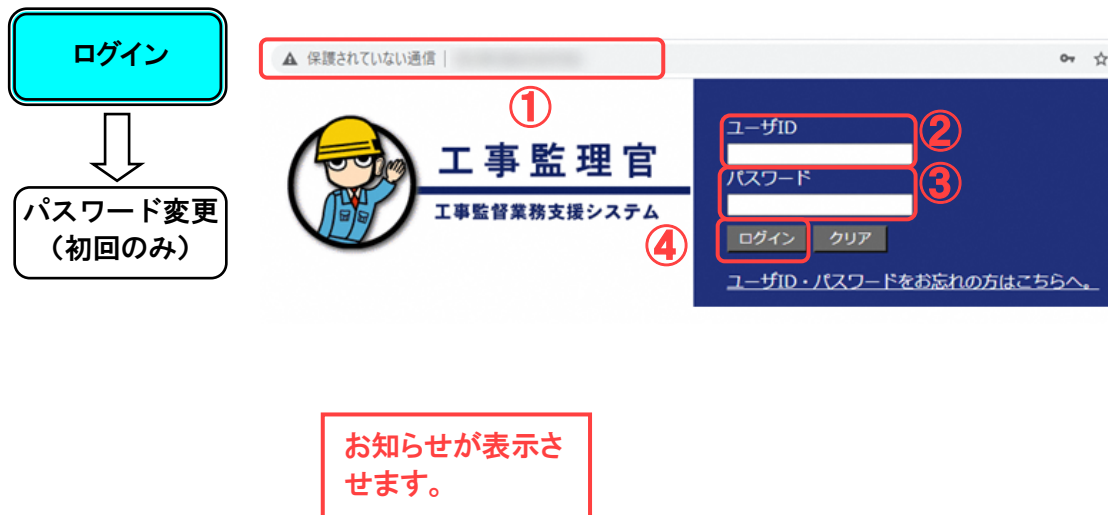 ログイン
パスワード変更
（初回のみ）
保護されていない通信
①
工事監理官
工事監督業務支援システム
ユーザID
②
パスワード
③
④
ログイン
クリア
ユーザID・パスワードをお忘れの方はこちらへ。
お知らせが表示さ
せます。